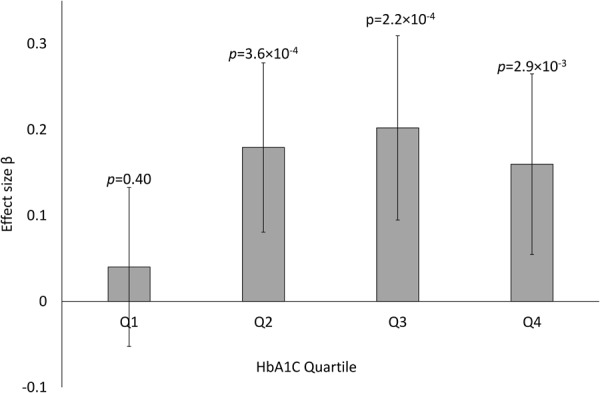 0.3
0.2
0.1
0
-0.1
Effect size β
p=0.40
p=3.6×10⁻⁴
p=2.2×10⁻⁴
p=2.9×10⁻³
Q1 Q2 Q3 Q4
HbA1C Quartile